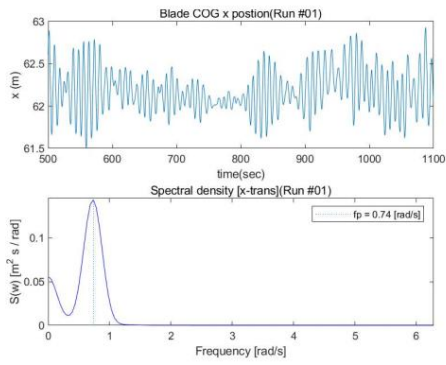 Blade COG x postion(Run #01)
63
62.5
62
61.5
x (m)
500 600 700 800 900 1000 1100
time(sec)
Spectral density [x-trans](Run #01)
fp = 0.74 [rad/s]
0.1
0.05
0
S(w) [m² s / rad]
0 1 2 3 4 5 6
Frequency [rad/s]